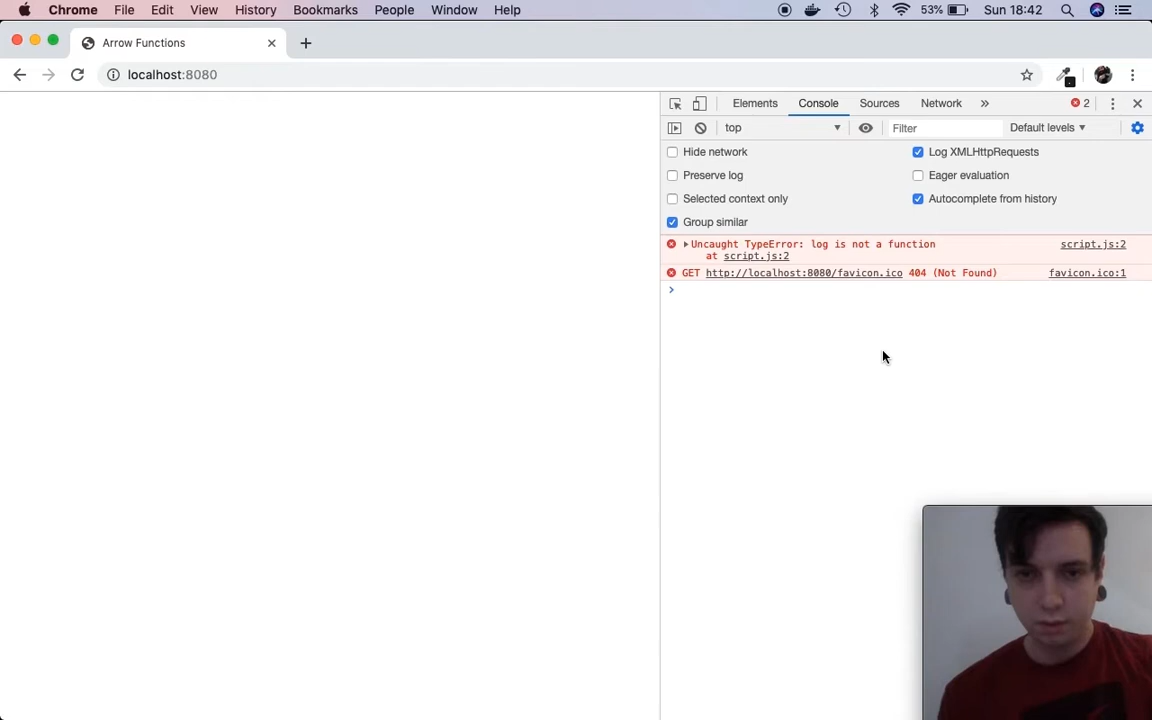 Chrome File Edit View History Bookmarks People Window Help 53% Sun 18:42
Arrow Functions
localhost:8080
Elements Console Sources Network » 2
top Filter Default levels
Hide network Log XMLHttpRequests
Preserve log Eager evaluation
Selected context only Autocomplete from history
Group similar
Uncaught TypeError: log is not a function script.js:2
at script.js:2
GET http://localhost:8080/favicon.ico 404 (Not Found) favicon.ico:1
>